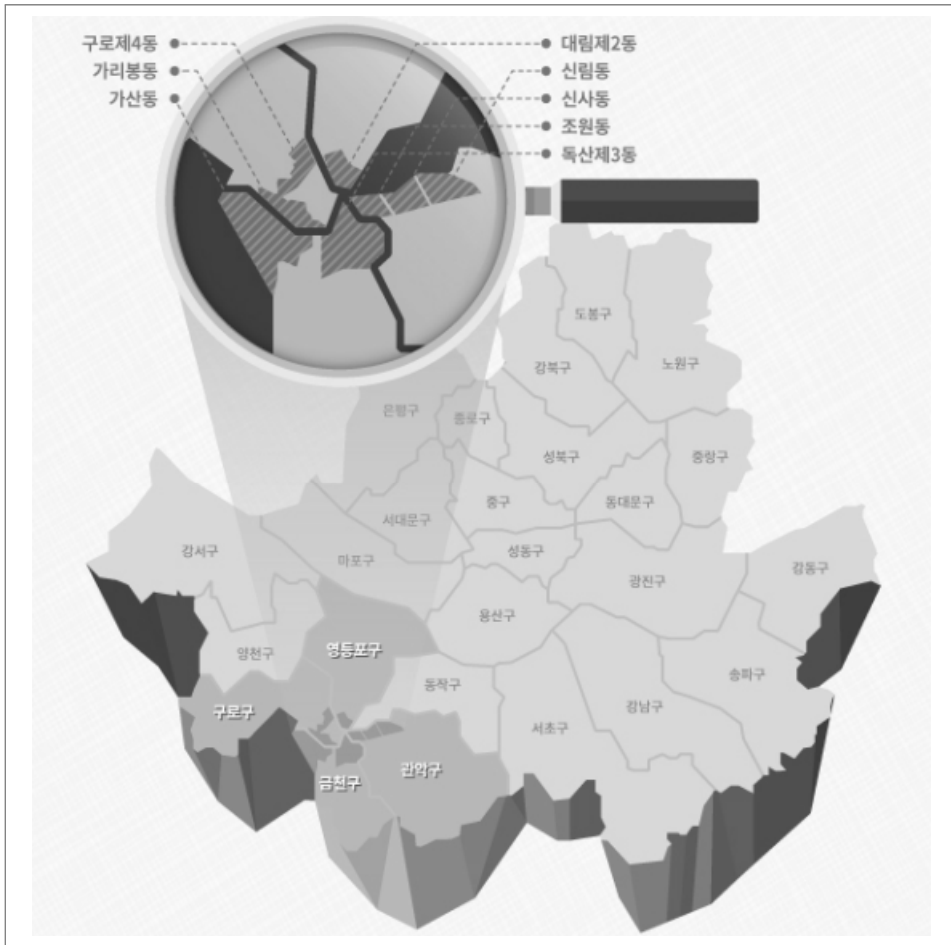 구로제4동
가리봉동
가산동
대림제2동
신림동
신사동
조원동
독산제3동
도봉구
강북구
노원구
은평구
종로구
성북구
중랑구
중구
동대문구
서대문구
강서구
마포구
성동구
광진구
강동구
용산구
영등포구
양천구
동작구
송파구
구로구
강남구
서초구
관악구
금천구